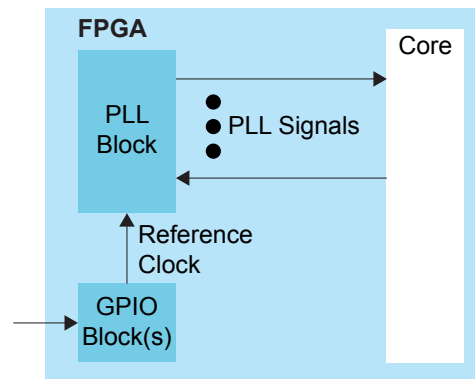 FPGA
Core
PLL
Block
PLL Signals
Reference
Clock
GPIO
Block(s)